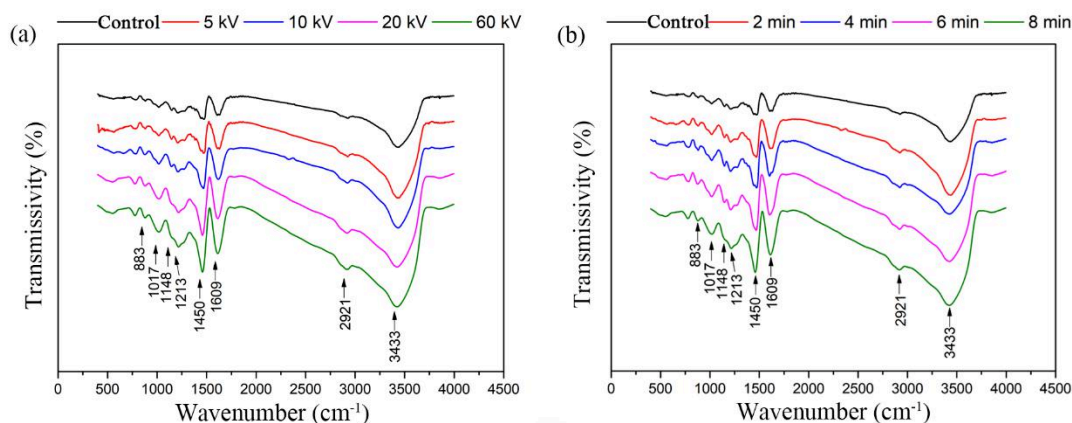 Control 5 kV 10 kV 20 kV 60 kV
(a)
Transmissivity (%)
883
1017
1148
1213
1450
1609
2921
3433
0 500 1000 1500 2000 2500 3000 3500 4000 4500
Wavenumber (cm⁻¹)
Control 2 min 4 min 6 min 8 min
(b)
Transmissivity (%)
883
1017
1148
1213
1450
1609
2921
3433
0 500 1000 1500 2000 2500 3000 3500 4000 4500
Wavenumber (cm⁻¹)